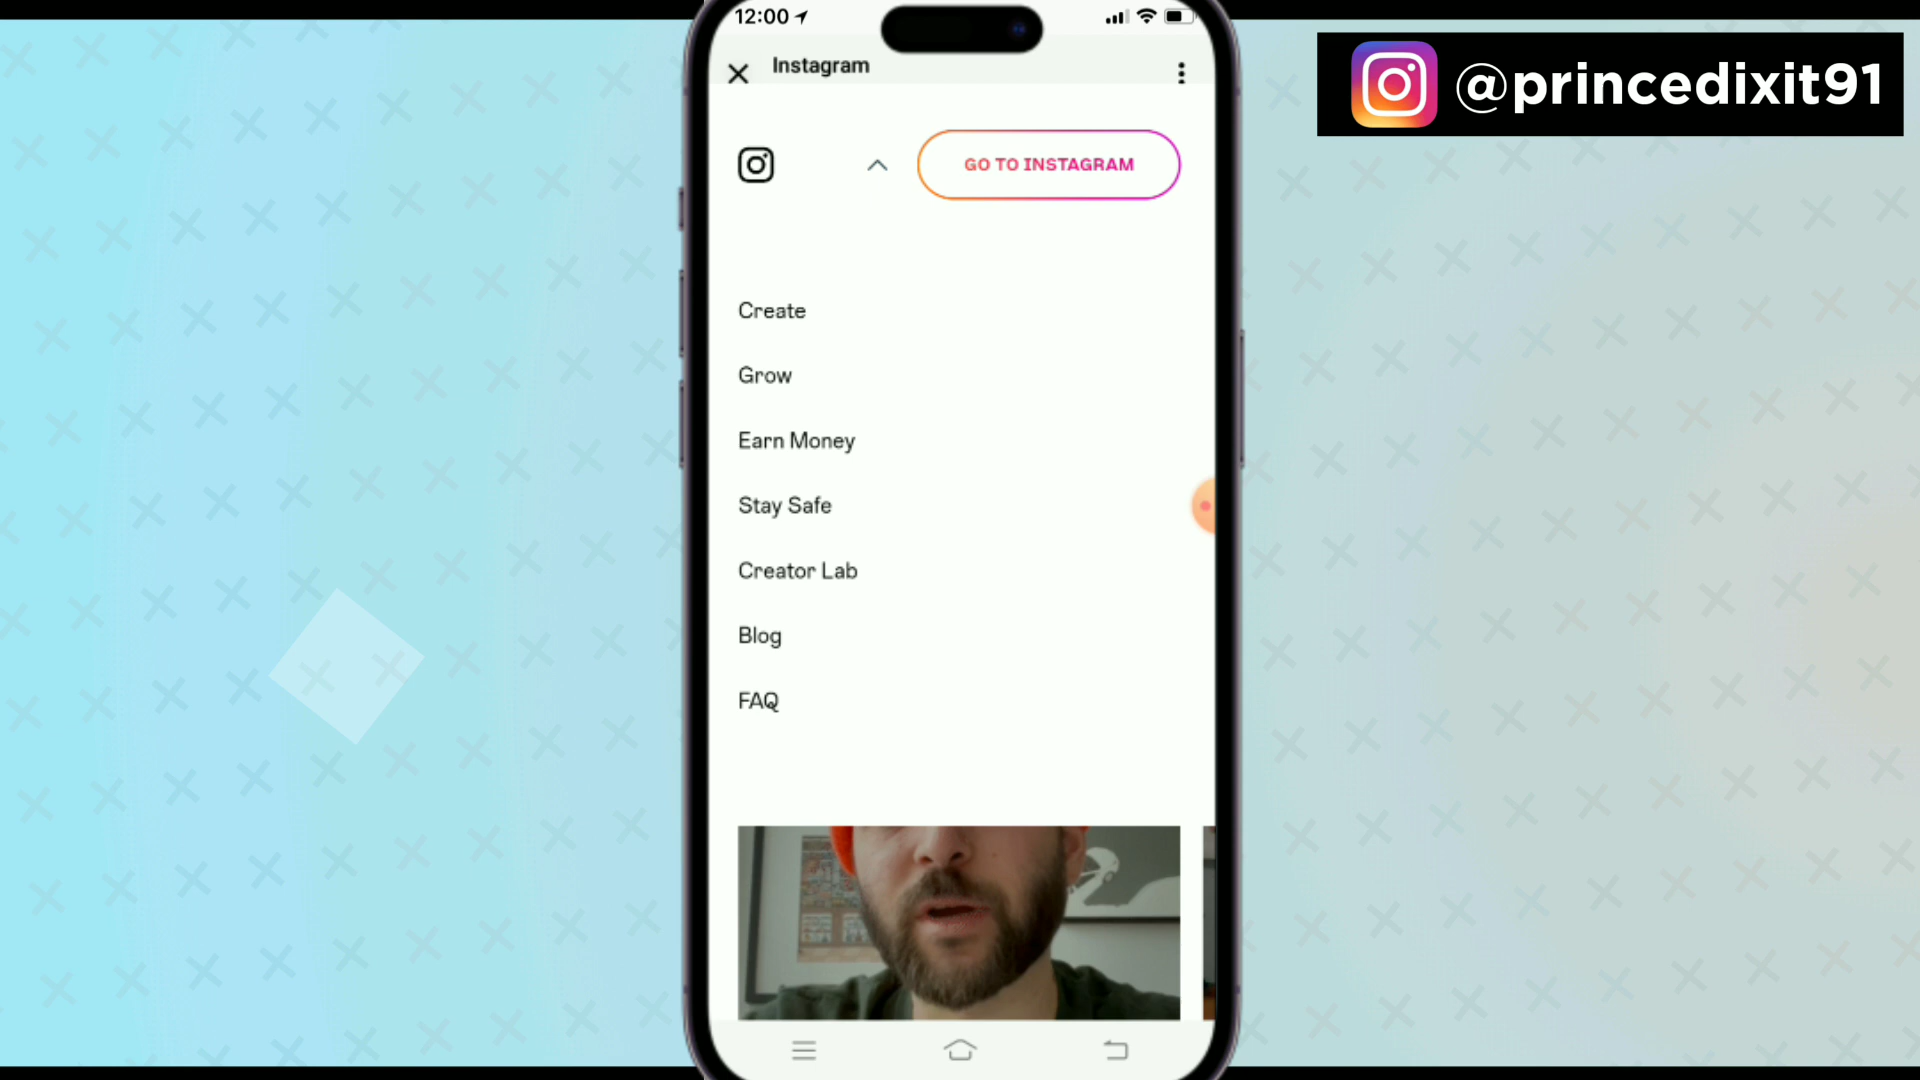 12:00
Instagram
@princedixit91
GO TO INSTAGRAM
Create
Grow
Earn Money
Stay Safe
Creator Lab
Blog
FAQ